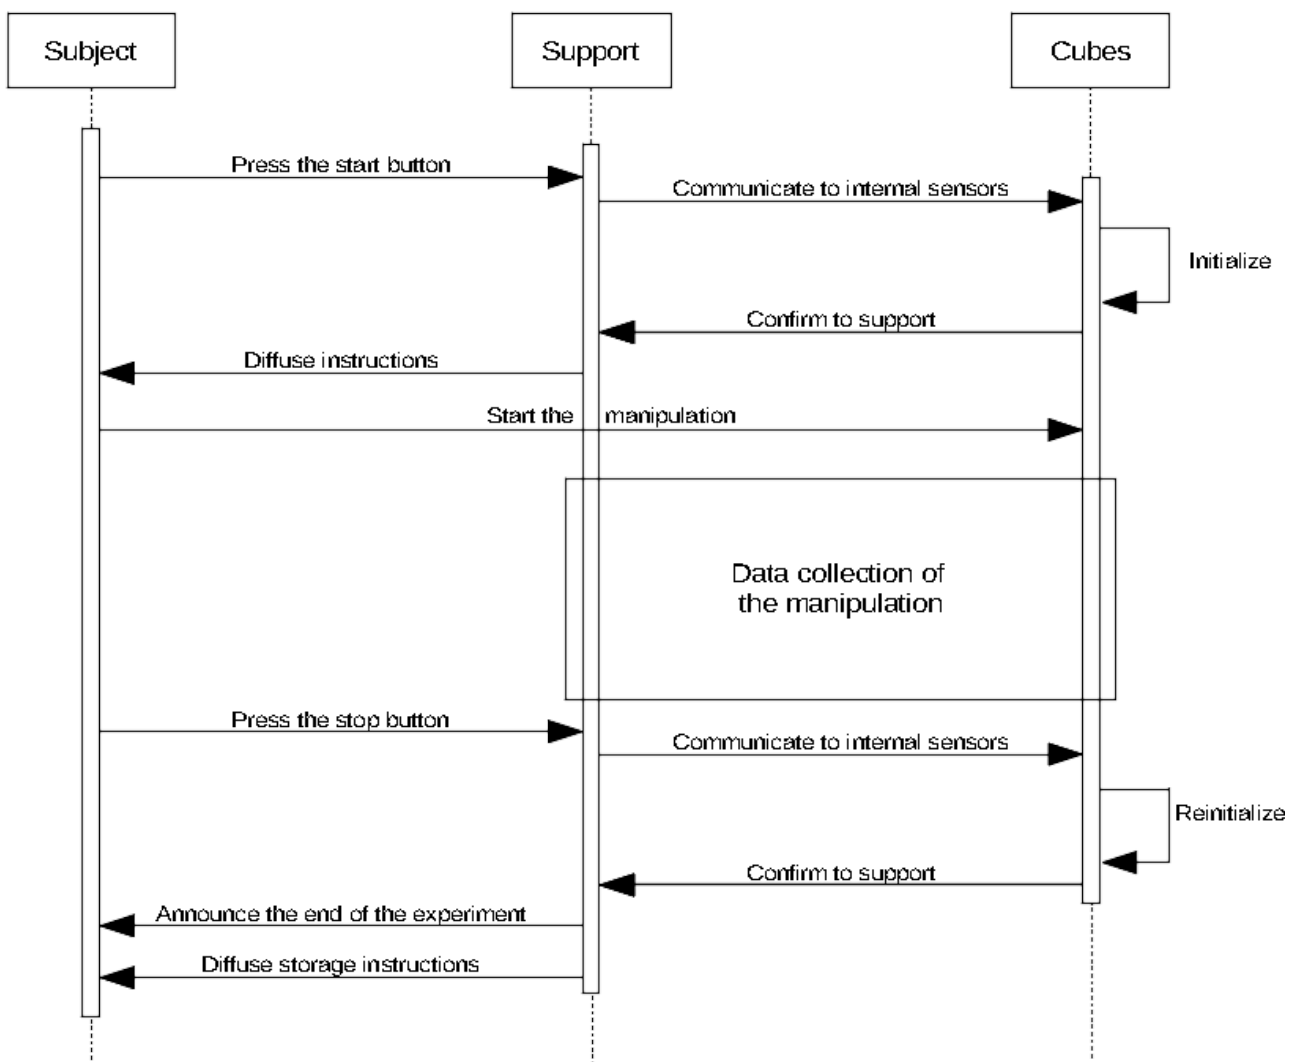 Subject
Support
Cubes
Press the start button
Communicate to internal sensors
Initialize
Confirm to support
Diffuse instructions
Start the manipulation
Data collection of
the manipulation
Press the stop button
Communicate to internal sensors
Reinitialize
Confirm to support
Announce the end of the experiment
Diffuse storage instructions